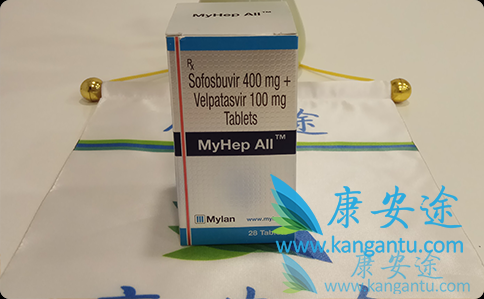 Rx
Sofosbuvir 400 mg +
Velpatasvir 100 mg
Tablets
MyHep All™
Mylan
28
康安途
www.kangantu.com
康安途
www.kangantu.com